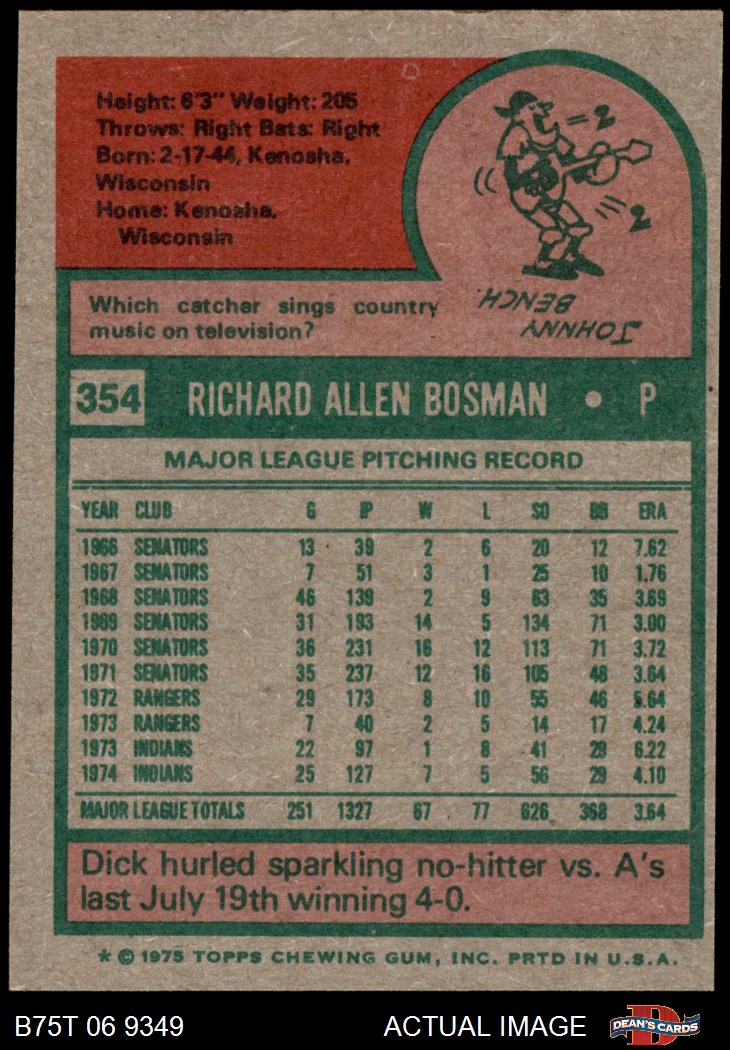 Height: 6'3" Weight: 205
Throws: Right Bats: Right
Born: 2-17-44, Kenosha,
Wisconsin
Home: Kenosha,
Wisconsin
Which catcher sings country
music on television?
JOHNNY
BENCH.
354 RICHARD ALLEN BOSMAN • P
MAJOR LEAGUE PITCHING RECORD
YEAR CLUB G IP W L SO BB ERA
1966 SENATORS 13 39 2 6 20 12 7.62
1967 SENATORS 7 51 3 1 25 10 1.76
1968 SENATORS 46 139 2 9 63 35 3.69
1969 SENATORS 31 193 14 5 134 71 3.00
1970 SENATORS 36 231 16 12 113 71 3.72
1971 SENATORS 35 237 12 16 105 48 3.64
1972 RANGERS 29 173 8 10 55 46 5.64
1973 RANGERS 7 40 2 5 14 17 4.24
1973 INDIANS 22 97 1 8 41 29 6.22
1974 INDIANS 25 127 7 5 56 29 4.10
MAJOR LEAGUE TOTALS 251 1327 67 77 626 368 3.64
Dick hurled sparkling no-hitter vs. A's
last July 19th winning 4-0.
* © 1975 TOPPS CHEWING GUM, INC. PRTD IN U.S.A.
B75T 06 9349 ACTUAL IMAGE
D
DEAN'S CARDS